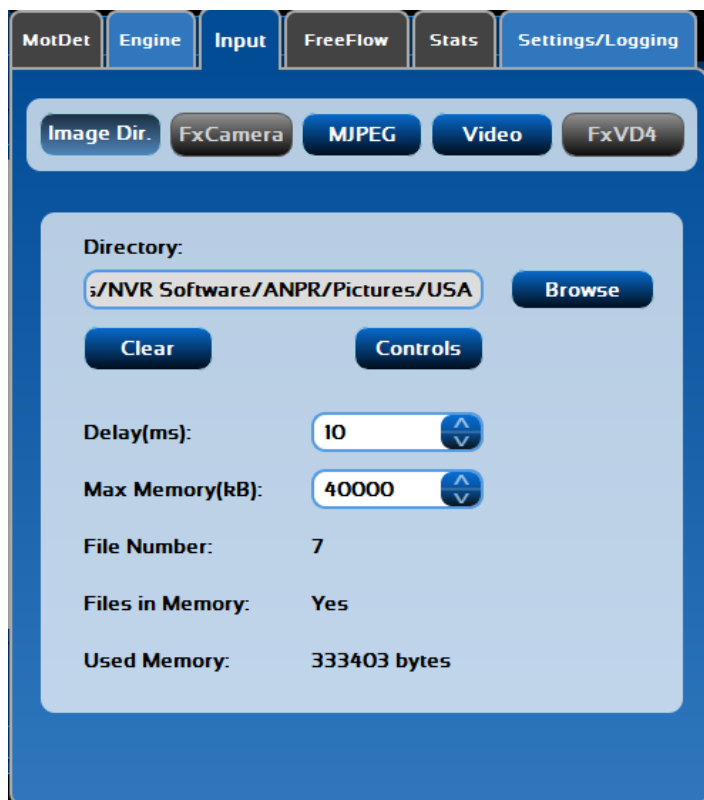 MotDet Engine Input FreeFlow Stats Settings/Logging
Image Dir. FxCamera MJPEG Video FxVD4
Directory:
s/NVR Software/ANPR/Pictures/USA Browse
Clear Controls
Delay(ms): 10
Max Memory(kB): 40000
File Number: 7
Files in Memory: Yes
Used Memory: 333403 bytes